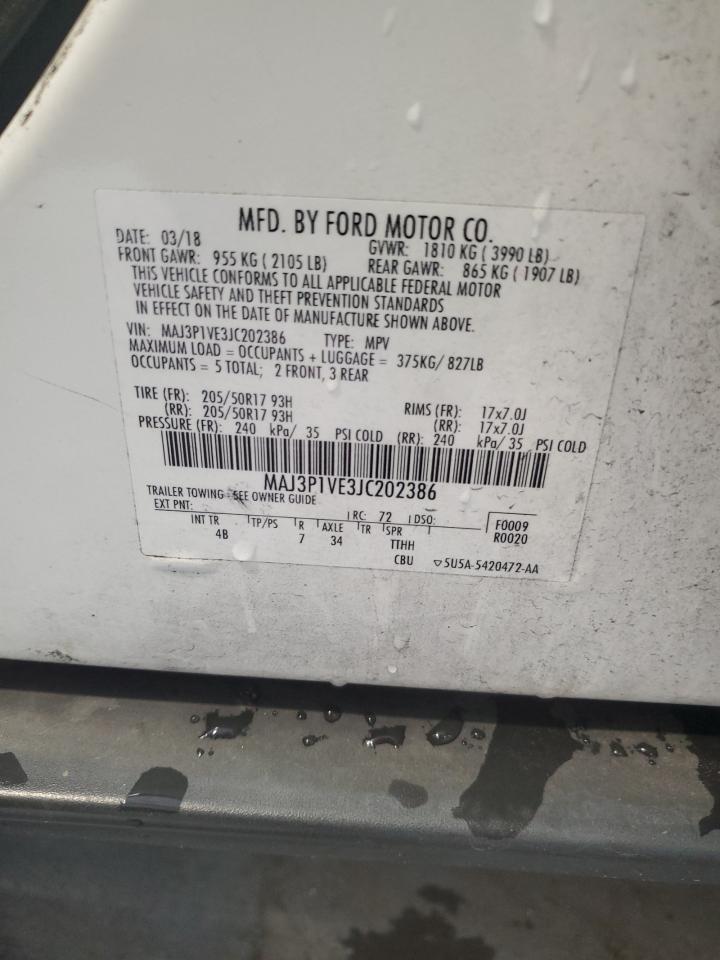 MFD. BY FORD MOTOR CO.
DATE: 03/18 GVWR: 1810 KG ( 3990 LB)
FRONT GAWR: 955 KG ( 2105 LB) REAR GAWR: 865 KG ( 1907 LB)
THIS VEHICLE CONFORMS TO ALL APPLICABLE FEDERAL MOTOR
VEHICLE SAFETY AND THEFT PREVENTION STANDARDS
IN EFFECT ON THE DATE OF MANUFACTURE SHOWN ABOVE.
VIN: MAJ3P1VE3JC202386 TYPE: MPV
MAXIMUM LOAD = OCCUPANTS + LUGGAGE = 375KG/ 827LB
OCCUPANTS = 5 TOTAL; 2 FRONT, 3 REAR
TIRE (FR): 205/50R17 93H RIMS (FR): 17x7.0J
(RR): 205/50R17 93H (RR): 17x7.0J
PRESSURE (FR): 240 kPa/ 35 PSI COLD (RR): 240 kPa/ 35 PSI COLD
MAJ3P1VE3JC202386
TRAILER TOWING - SEE OWNER GUIDE
EXT PNT: RC: 72 DSO: F0009
INT TR TP/PS R AXLE TR SPR R0020
4B 7 34 TTHH
CBU ▽5U5A-5420472-AA